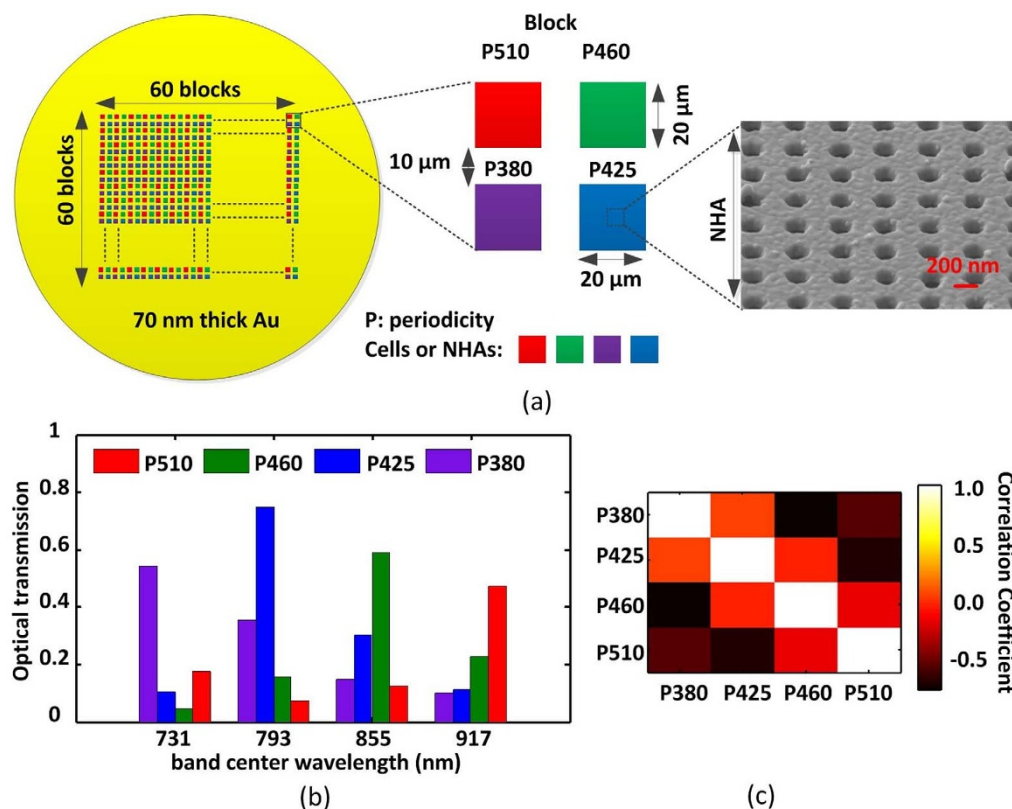 Block
P510 P460
60 blocks
60 blocks
20 µm
10 µm
P380 P425
NHA
200 nm
20 µm
70 nm thick Au
P: periodicity
Cells or NHAs:
(a)
1
0.8
0.6
0.4
0.2
0
Optical transmission
P510 P460 P425 P380
731 793 855 917
band center wavelength (nm)
(b)
P380
P425
P460
P510
P380 P425 P460 P510
1.0
0.5
0.0
-0.5
Correlation Coefficient
(c)